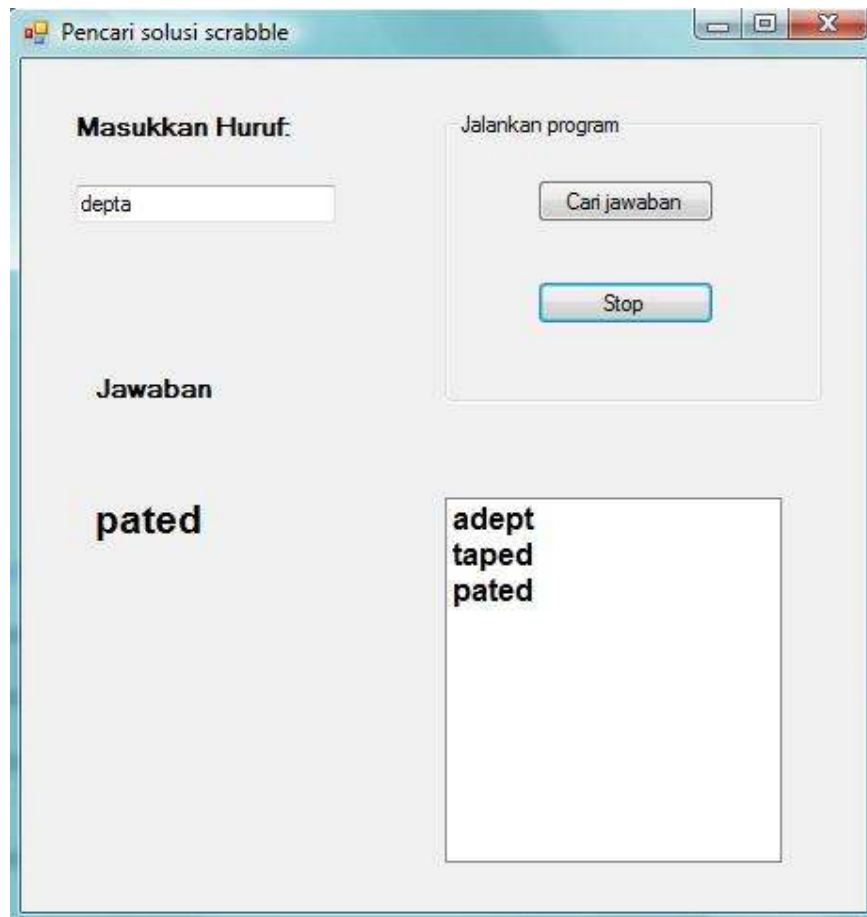 Pencari solusi scrabble
Masukkan Huruf:
Jalankan program
depta
Cari jawaban
Stop
Jawaban
pated
adept
taped
pated